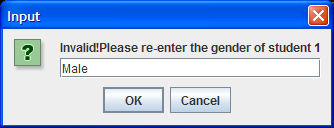 Input
Invalid!Please re-enter the gender of student 1
Male
OK
Cancel